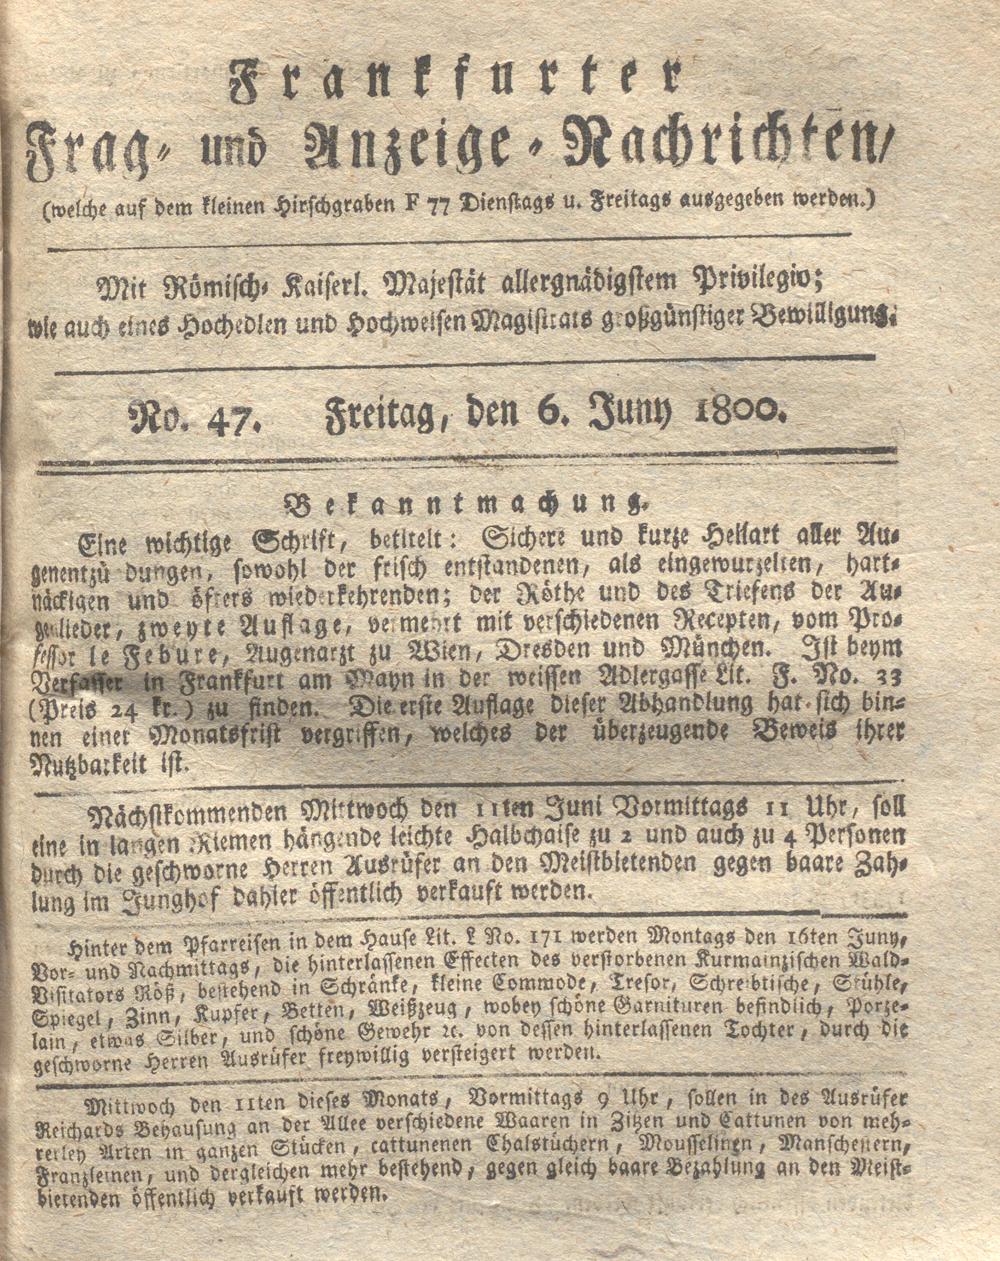 Frankfurter
Frag- und Anzeige-Nachrichten/
(welche auf dem kleinen Hirschgraben F 77 Dienstags u. Freitags ausgegeben werden.)
Mit Römisch-Kaiserl. Majestät allergnädigstem Privilegio;
wie auch eines Hochedlen und Hochweisen Magistrats großgünstiger Bewilligung.
No. 47. Freitag, den 6. Juny 1800.
Bekanntmachung.
Eine wichtige Schrift, betitelt: Sichere und kurze Heilart aller Au-
genentzü dungen, sowohl der frisch entstandenen, als eingewurzelten, hart-
näckigen und öfters wiederkehrenden; der Röthe und des Triefens der Au-
genlieder, zweyte Auflage, vermehrt mit verschiedenen Recepten, vom Pro-
fessor le Febure, Augenarzt zu Wien, Dresden und München. Ist beym
Verfasser in Frankfurt am Mayn in der weissen Adlergasse Lit. F. No. 33
(Preis 24 kr.) zu finden. Die erste Auflage dieser Abhandlung hat sich bin-
nen einer Monatsfrist vergriffen, welches der überzeugende Beweis ihrer
Nutzbarkeit ist.
Nächstkommenden Mittwoch den 11ten Juni Vormittags 11 Uhr, soll
eine in langen Riemen hängende leichte Halbchaise zu 2 und auch zu 4 Personen
durch die geschworne Herren Ausrüfer an den Meistbietenden gegen baare Zah-
lung im Junghof dahier öffentlich verkauft werden.
Hinter dem Pfarreisen in dem Hause Lit. L No. 171 werden Montags den 16ten Juny,
Vor- und Nachmittags, die hinterlassenen Effecten des verstorbenen Kurmainzischen Wald-
Visitators Röß, bestehend in Schränke, kleine Commode, Tresor, Schreibtische, Stühle,
Spiegel, Zinn, Kupfer, Betten, Weißzeug, wobey schöne Garnituren befindlich, Porze-
lain, etwas Silber, und schöne Gewehr ꝛc. von dessen hinterlassenen Tochter, durch die
geschworne Herren Ausrüfer freywillig versteigert werden.
Mittwoch den 11ten dieses Monats, Vormittags 9 Uhr, sollen in des Ausrüfer
Reichards Behausung an der Allee verschiedene Waaren in Zitzen und Cattunen von meh-
rerley Arten in ganzen Stücken, cattunenen Chalstüchern, Mousselinen, Manschestern,
Franzleinen, und dergleichen mehr bestehend, gegen gleich baare Bezahlung an den Meist-
bietenden öffentlich verkauft werden.